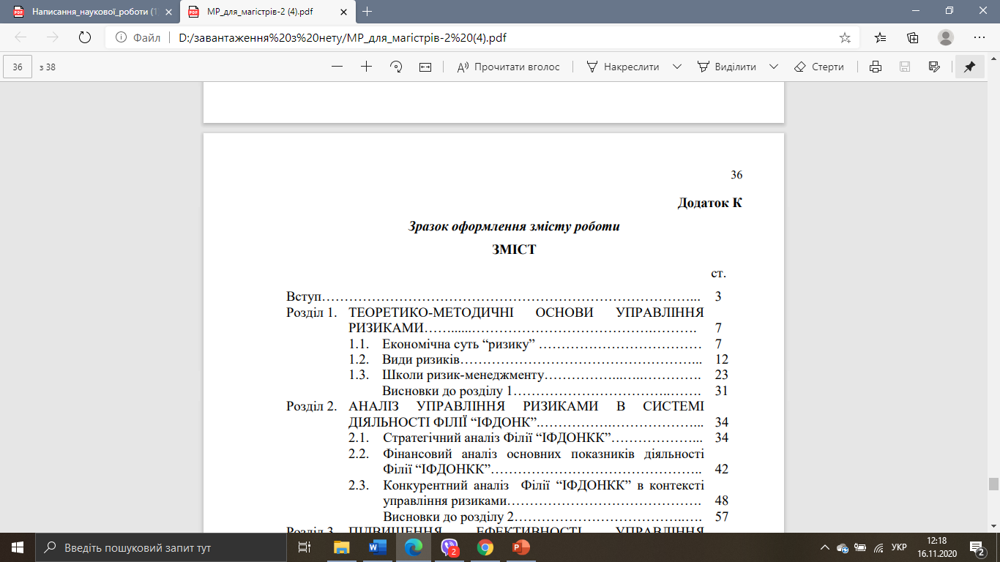 Написання_наукової_роботи (1
МР_для_магістрів-2 (4).pdf
Файл
D:/завантаження%20з%20нету/МР_для_магістрів-2%20(4).pdf
36
з 38
Прочитати вголос
Накреслити
Виділити
Стерти
36
Додаток К
Зразок оформлення змісту роботи
ЗМІСТ
ст.
Вступ……………………………………………………………………….. 3
Розділ 1. ТЕОРЕТИКО-МЕТОДИЧНІ ОСНОВИ УПРАВЛІННЯ
РИЗИКАМИ……......………………………………….………. 7
1.1. Економічна суть “ризику” ……………………………… 7
1.2. Види ризиків……………………………………………... 12
1.3. Школи ризик-менеджменту……………...…..…………. 23
Висновки до розділу 1……………………………….……. 31
Розділ 2. АНАЛІЗ УПРАВЛІННЯ РИЗИКАМИ В СИСТЕМІ
ДІЯЛЬНОСТІ ФІЛІЇ “ІФДОНК”.…………….………………... 34
2.1. Стратегічний аналіз Філії “ІФДОНКК”………………... 34
2.2. Фінансовий аналіз основних показників діяльності
Філії “ІФДОНКК”……………………………………….. 42
2.3. Конкурентний аналіз Філії “ІФДОНКК” в контексті
управління ризиками……………………………………. 48
Висновки до розділу 2………………………………..…. 57
Розділ 3. ПІДВИЩЕННЯ ЕФЕКТИВНОСТІ УПРАВЛІННЯ
Введіть пошуковий запит тут
2
УКР
12:18
16.11.2020
2